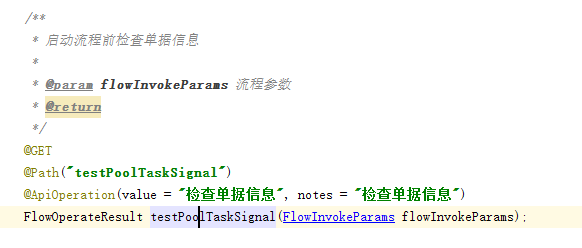 /**
 * 启动流程前检查单据信息
 *
 * @param flowInvokeParams 流程参数
 * @return
 */
@GET
@Path("testPoolTaskSignal")
@ApiOperation(value = "检查单据信息", notes = "检查单据信息")
FlowOperateResult testPoolTaskSignal(FlowInvokeParams flowInvokeParams);